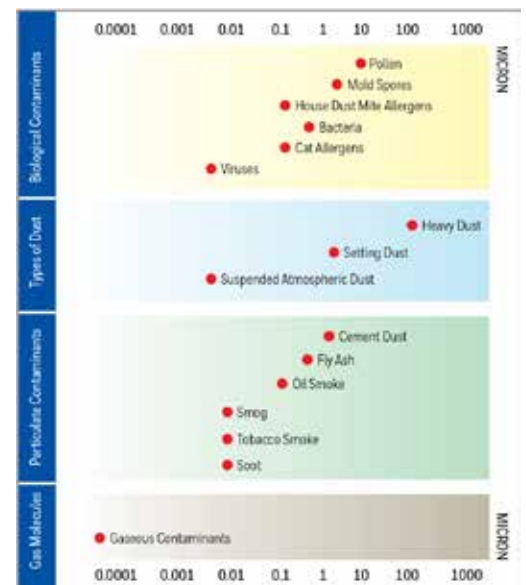 0.0001 0.001 0.01 0.1 1 10 100 1000
MICRON
Biological Contaminants
Pollen
Mold Spores
House Dust Mite Allergens
Bacteria
Cat Allergens
Viruses
Types of Dust
Heavy Dust
Setting Dust
Suspended Atmospheric Dust
Particulate Contaminants
Cement Dust
Fly Ash
Oil Smoke
Smog
Tobacco Smoke
Soot
Gas Molecules
Gaseous Contaminants
MICRON
0.0001 0.001 0.01 0.1 1 10 100 1000